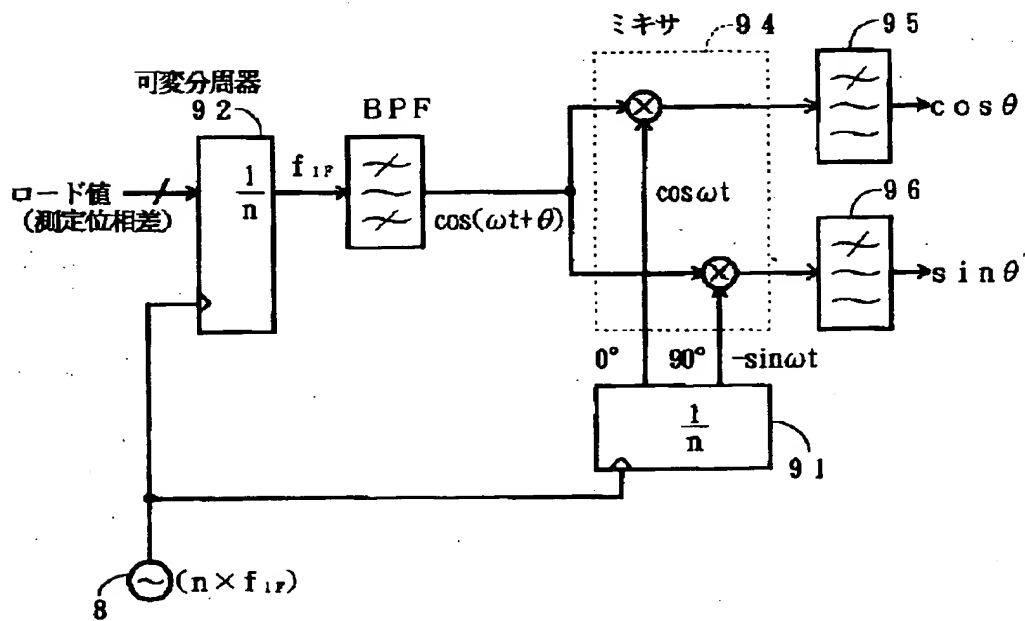 ミキサ
94
95
可変分周器
92
BPF
cosθ
ロード値
(測定位相差)
1
n
f_IF
cos(ωt+θ)
cosωt
96
sinθ
0°
90°
-sinωt
1
n
91
8
(n×f_IF)